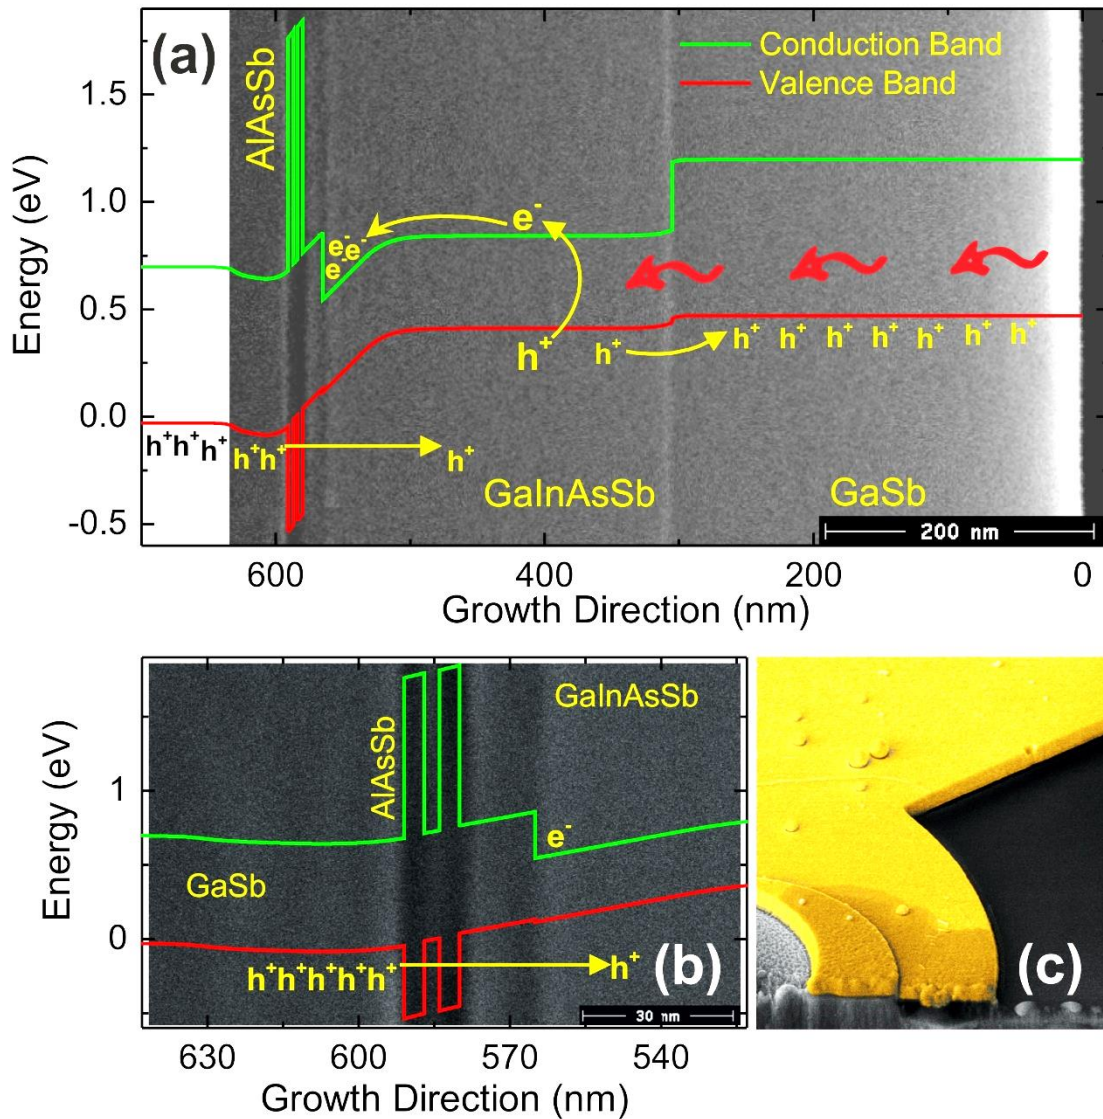 (a)
AlAsSb
Conduction Band
Valence Band
Energy (eV)
1.5
1.0
0.5
0.0
-0.5
e⁻
e⁻
e⁻e⁻
e⁻e⁻
h⁺
h⁺
h⁺ h⁺ h⁺ h⁺ h⁺ h⁺ h⁺
h⁺h⁺h⁺ h⁺h⁺
h⁺
GaInAsSb
GaSb
200 nm
600 400 200 0
Growth Direction (nm)
AlAsSb
GaInAsSb
Energy (eV)
1
0
e⁻
GaSb
h⁺h⁺h⁺h⁺h⁺
h⁺
(b)
(c)
30 nm
630 600 570 540
Growth Direction (nm)